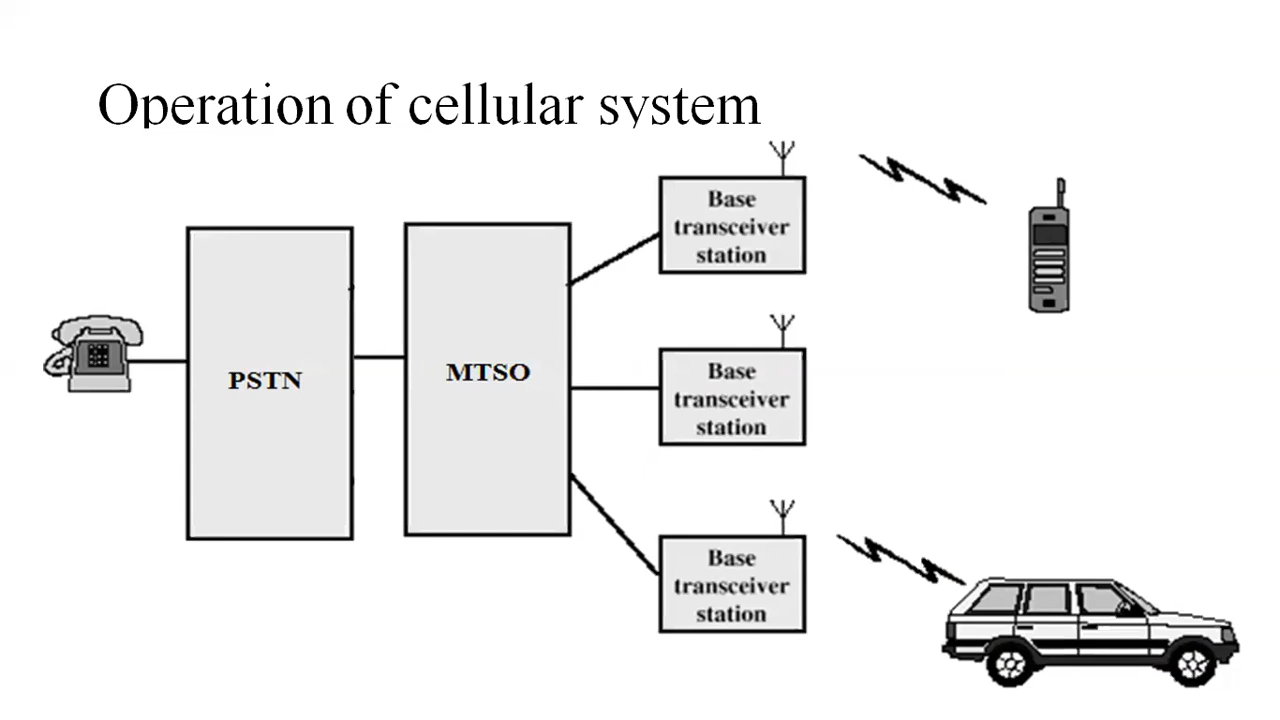 Operation of cellular system
PSTN
MTSO
Base
transceiver
station
Base
transceiver
station
Base
transceiver
station